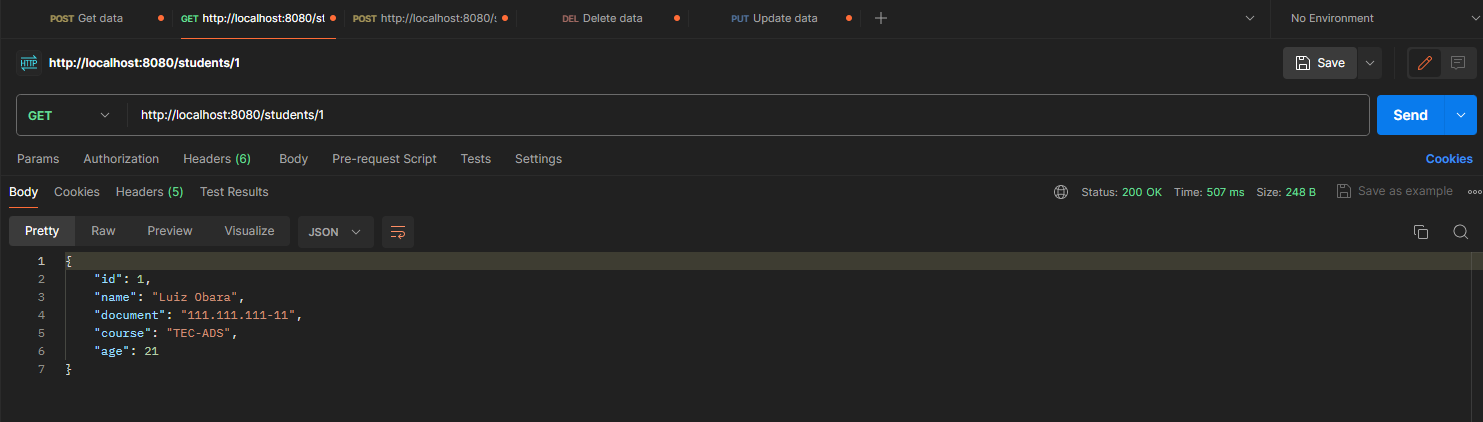 POST Get data GET http://localhost:8080/st POST http://localhost:8080/s DEL Delete data PUT Update data No Environment
HTTP http://localhost:8080/students/1 Save
GET http://localhost:8080/students/1 Send
Params Authorization Headers (6) Body Pre-request Script Tests Settings Cookies
Body Cookies Headers (5) Test Results Status: 200 OK Time: 507 ms Size: 248 B Save as example
Pretty Raw Preview Visualize JSON
1 {
2 "id": 1,
3 "name": "Luiz Obara",
4 "document": "111.111.111-11",
5 "course": "TEC-ADS",
6 "age": 21
7 }